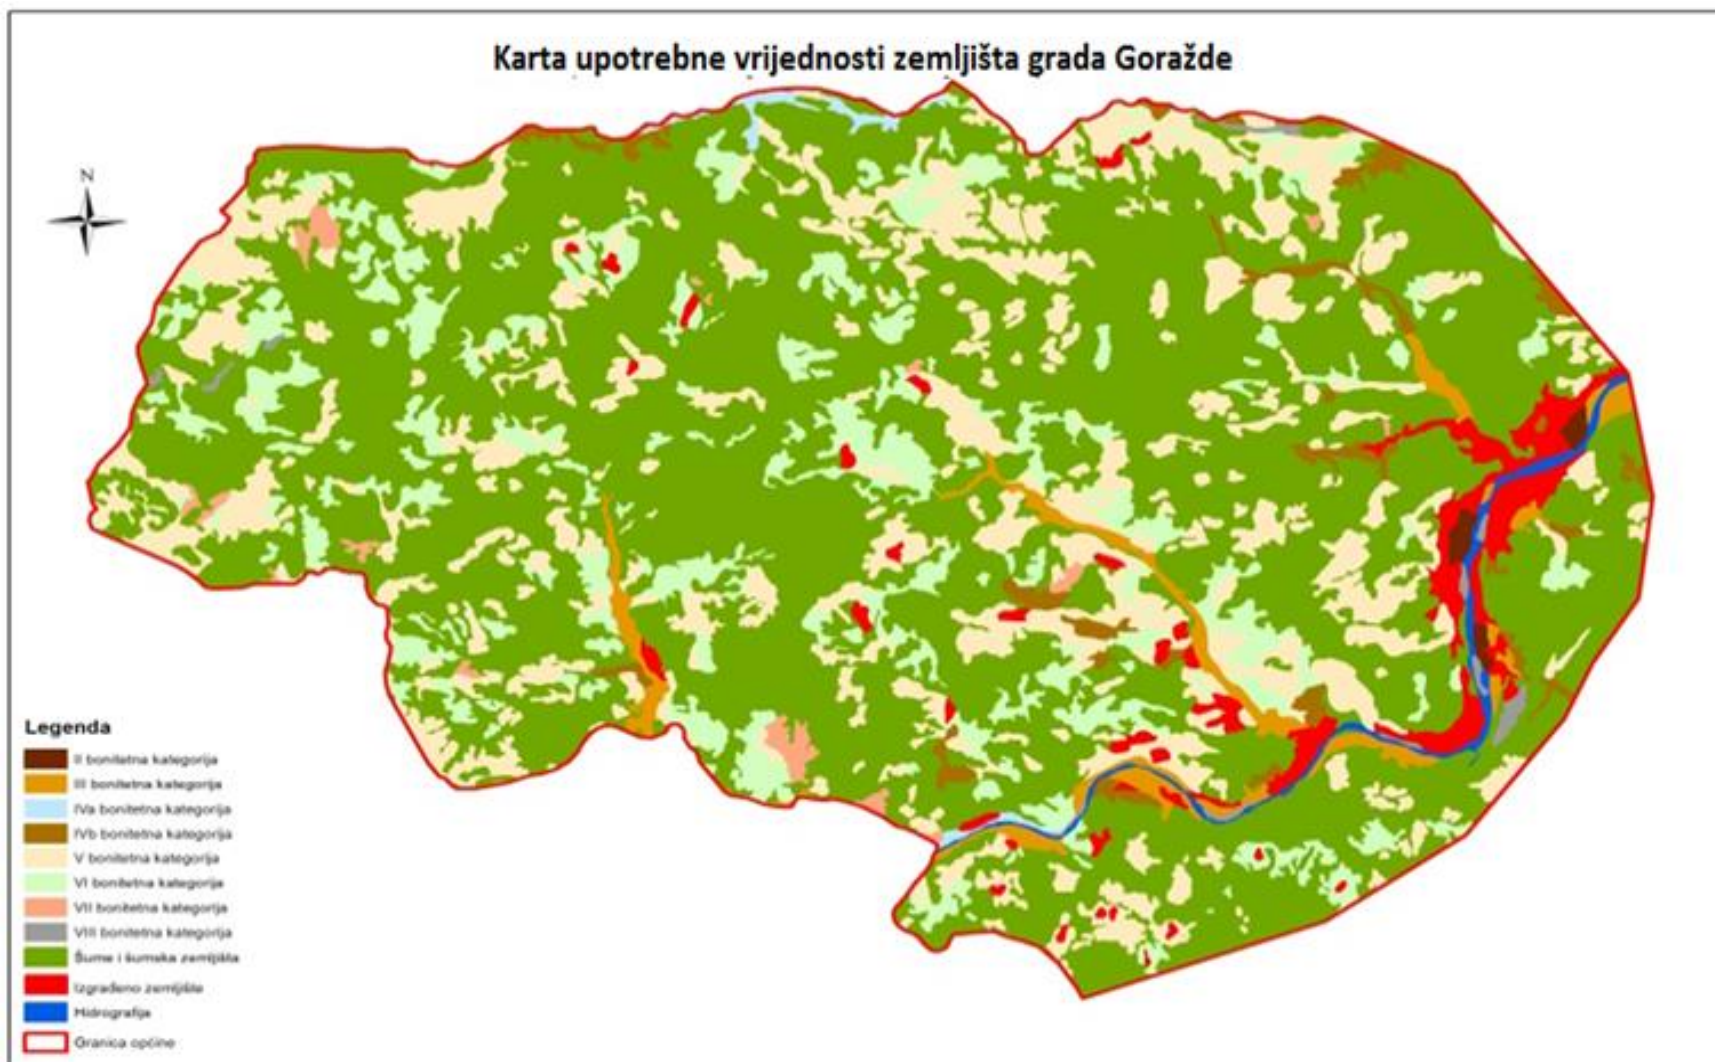 Karta upotrebne vrijednosti zemljišta grada Goražde
N
Legenda
II bonitetna kategorija
III bonitetna kategorija
IVa bonitetna kategorija
IVb bonitetna kategorija
V bonitetna kategorija
VI bonitetna kategorija
VII bonitetna kategorija
VIII bonitetna kategorija
Šume i šumska zemljišta
Izgrađeno zemljište
Hidrografija
Granica općine